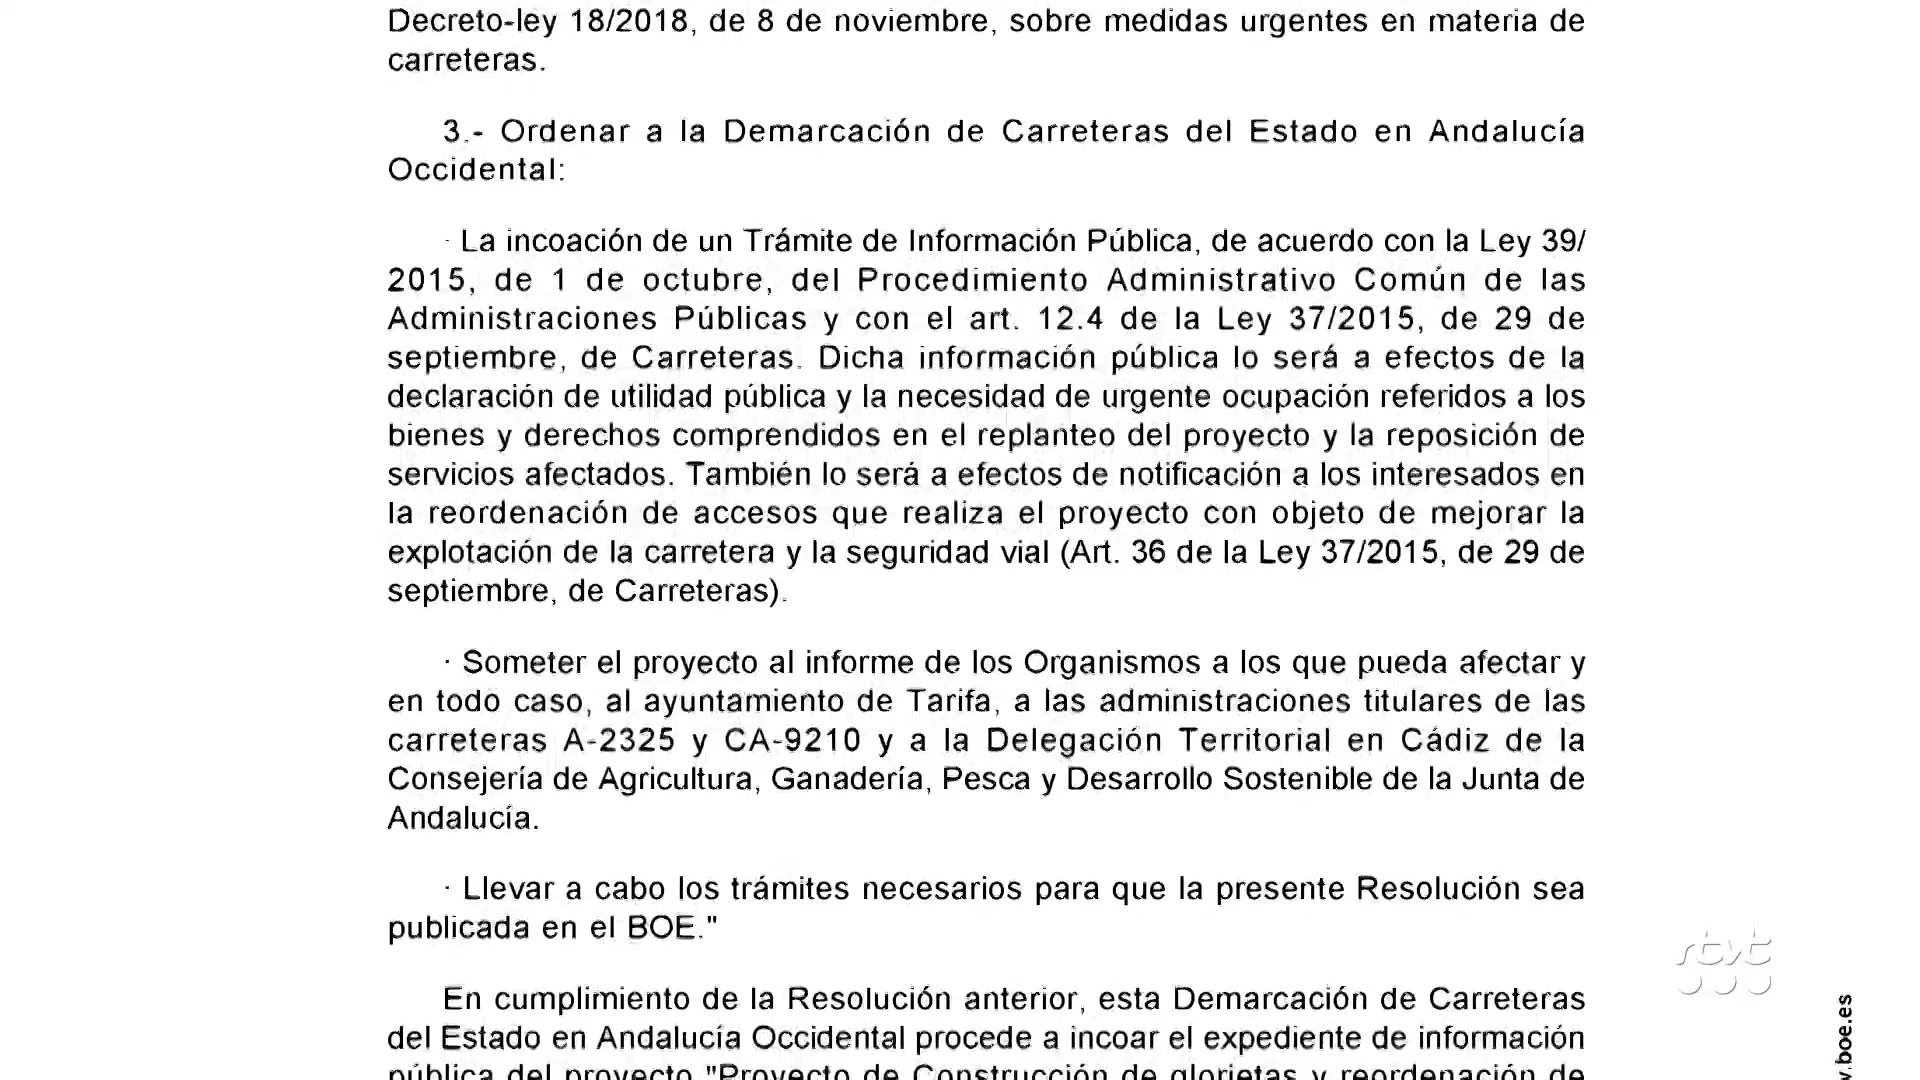 Decreto-ley 18/2018, de 8 de noviembre, sobre medidas urgentes en materia de
carreteras.
3.- Ordenar a la Demarcación de Carreteras del Estado en Andalucía
Occidental:
· La incoación de un Trámite de Información Pública, de acuerdo con la Ley 39/
2015, de 1 de octubre, del Procedimiento Administrativo Común de las
Administraciones Públicas y con el art. 12.4 de la Ley 37/2015, de 29 de
septiembre, de Carreteras. Dicha información pública lo será a efectos de la
declaración de utilidad pública y la necesidad de urgente ocupación referidos a los
bienes y derechos comprendidos en el replanteo del proyecto y la reposición de
servicios afectados. También lo será a efectos de notificación a los interesados en
la reordenación de accesos que realiza el proyecto con objeto de mejorar la
explotación de la carretera y la seguridad vial (Art. 36 de la Ley 37/2015, de 29 de
septiembre, de Carreteras).
· Someter el proyecto al informe de los Organismos a los que pueda afectar y
en todo caso, al ayuntamiento de Tarifa, a las administraciones titulares de las
carreteras A-2325 y CA-9210 y a la Delegación Territorial en Cádiz de la
Consejería de Agricultura, Ganadería, Pesca y Desarrollo Sostenible de la Junta de
Andalucía.
· Llevar a cabo los trámites necesarios para que la presente Resolución sea
publicada en el BOE."
En cumplimiento de la Resolución anterior, esta Demarcación de Carreteras
del Estado en Andalucía Occidental procede a incoar el expediente de información
pública del proyecto "Proyecto de Construcción de glorietas y reordenación de
rtvt
v.boe.es